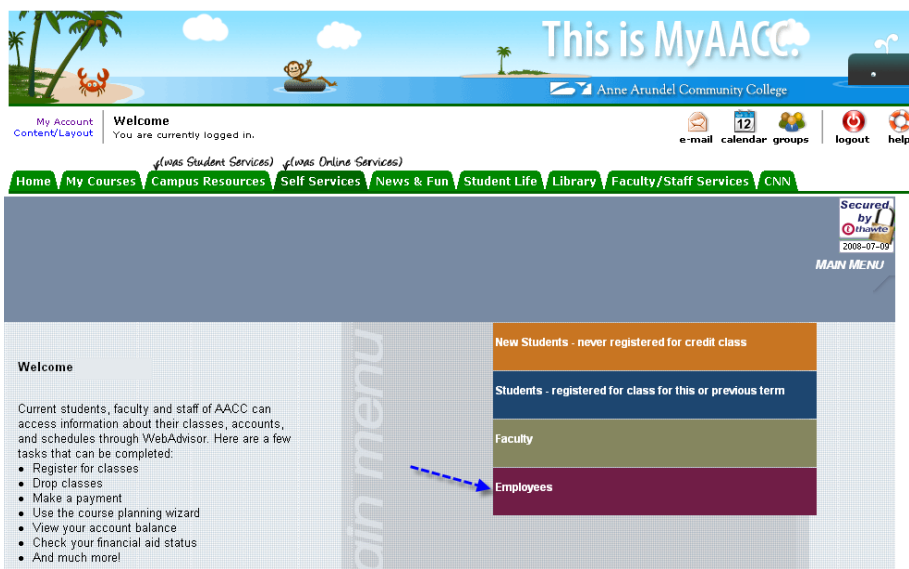 This is MyAACC.
Anne Arundel Community College
My Account
Content/Layout
Welcome
You are currently logged in.
e-mail calendar groups logout help
12
(was Student Services) (was Online Services)
Home My Courses Campus Resources Self Services News & Fun Student Life Library Faculty/Staff Services CNN
Secured
by
thawte
2008-07-09
MAIN MENU
main menu
Welcome
Current students, faculty and staff of AACC can
access information about their classes, accounts,
and schedules through WebAdvisor. Here are a few
tasks that can be completed:
• Register for classes
• Drop classes
• Make a payment
• Use the course planning wizard
• View your account balance
• Check your financial aid status
• And much more!
New Students - never registered for credit class
Students - registered for class for this or previous term
Faculty
Employees